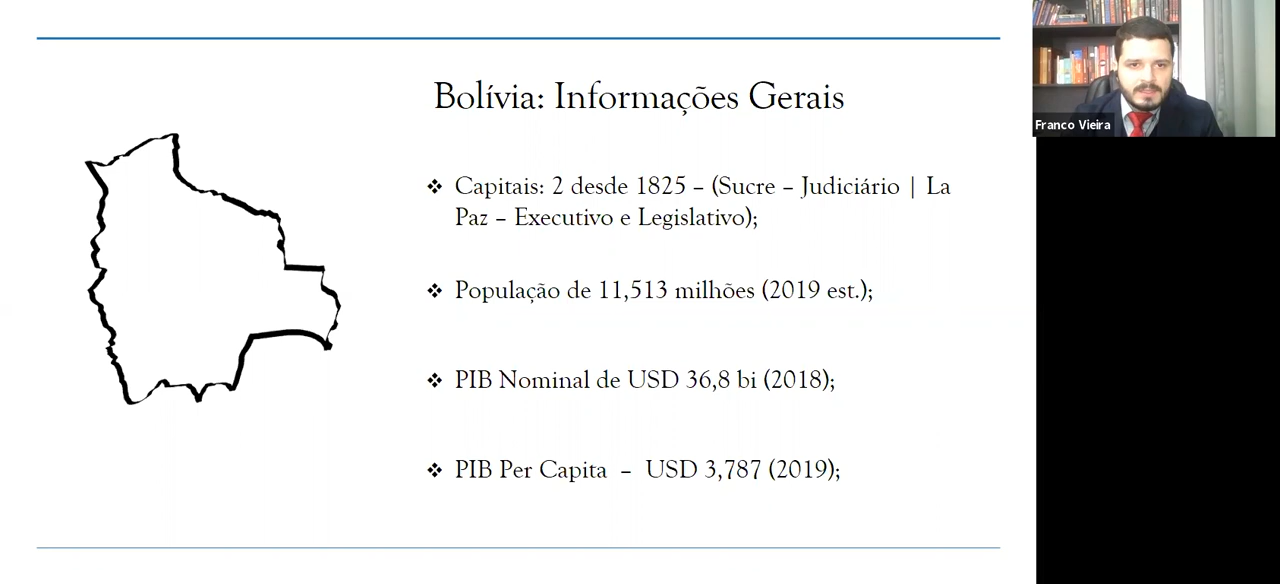 Bolívia: Informações Gerais
❖ Capitais: 2 desde 1825 – (Sucre – Judiciário | La
Paz – Executivo e Legislativo);
❖ População de 11,513 milhões (2019 est.);
❖ PIB Nominal de USD 36,8 bi (2018);
❖ PIB Per Capita – USD 3,787 (2019);
Franco Vieira